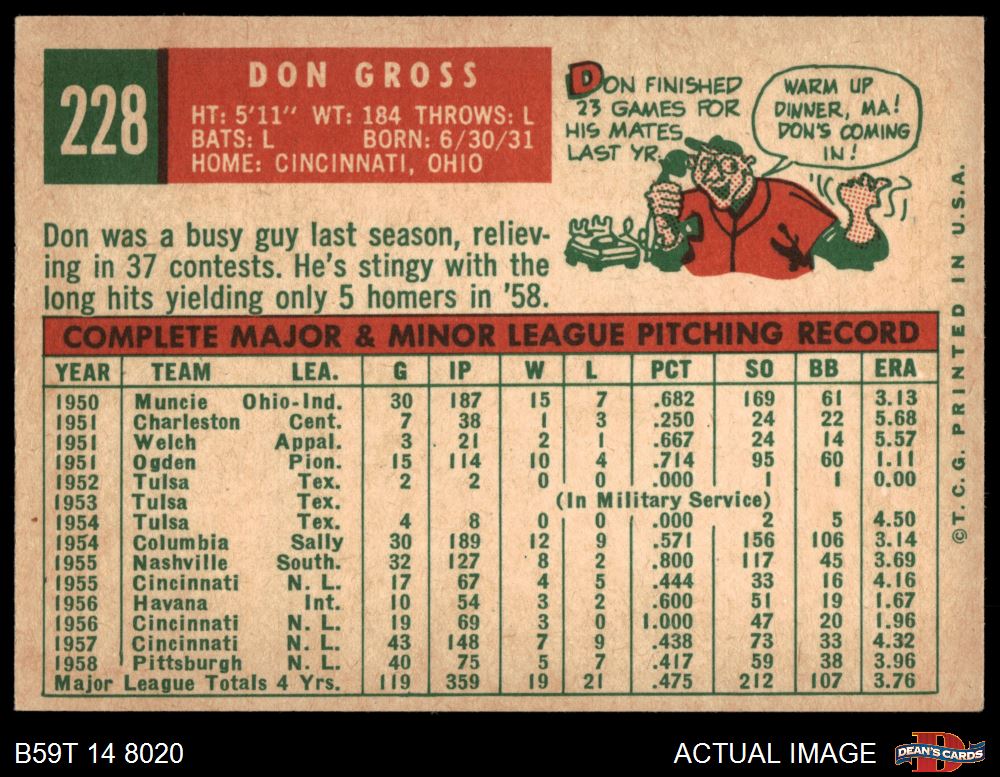 228
DON GROSS
HT: 5'11" WT: 184 THROWS: L
BATS: L BORN: 6/30/31
HOME: CINCINNATI, OHIO
DON FINISHED
23 GAMES FOR
HIS MATES
LAST YR.
WARM UP
DINNER, MA!
DON'S COMING
IN!
Don was a busy guy last season, reliev-
ing in 37 contests. He's stingy with the
long hits yielding only 5 homers in '58.
COMPLETE MAJOR & MINOR LEAGUE PITCHING RECORD
YEAR TEAM LEA. G IP W L PCT SO BB ERA
1950 Muncie Ohio-Ind. 30 187 15 7 .682 169 61 3.13
1951 Charleston Cent. 7 38 1 3 .250 24 22 5.68
1951 Welch Appal. 3 21 2 1 .667 24 14 5.57
1951 Ogden Pion. 15 114 10 4 .714 95 60 1.11
1952 Tulsa Tex. 2 2 0 0 .000 1 1 0.00
1953 Tulsa Tex. (In Military Service)
1954 Tulsa Tex. 4 8 0 0 .000 2 5 4.50
1954 Columbia Sally 30 189 12 9 .571 156 106 3.14
1955 Nashville South. 32 127 8 2 .800 117 45 3.69
1955 Cincinnati N. L. 17 67 4 5 .444 33 16 4.16
1956 Havana Int. 10 54 3 2 .600 51 19 1.67
1956 Cincinnati N. L. 19 69 3 0 1.000 47 20 1.96
1957 Cincinnati N. L. 43 148 7 9 .438 73 33 4.32
1958 Pittsburgh N. L. 40 75 5 7 .417 59 38 3.96
Major League Totals 4 Yrs. 119 359 19 21 .475 212 107 3.76
©T. C. G. PRINTED IN U.S.A.
B59T 14 8020
ACTUAL IMAGE
DEAN'S CARDS